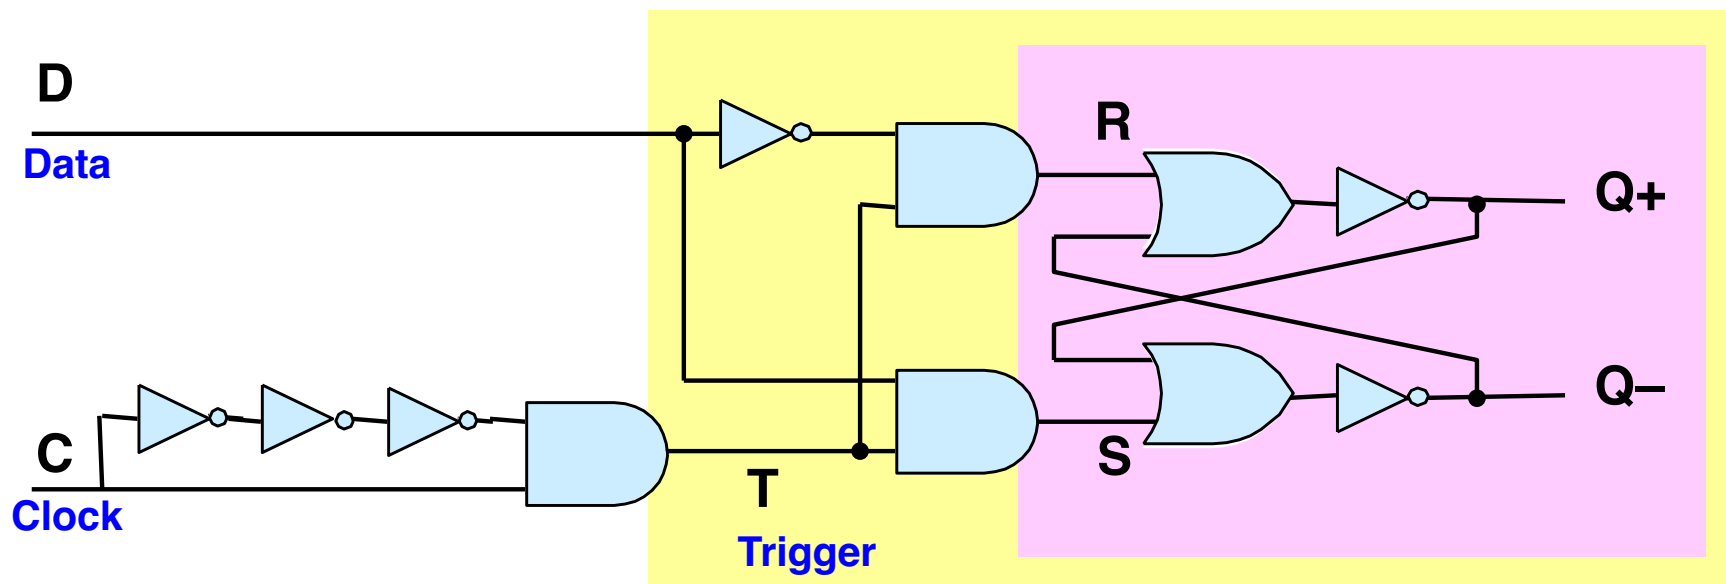 D
Data
R
Q+
Q–
C
Clock
S
T
Trigger